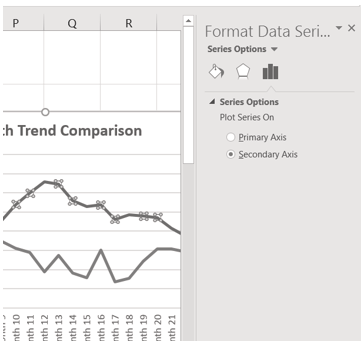 P Q R
Format Data Seri...
Series Options
Series Options
Plot Series On
Primary Axis
Secondary Axis
th Trend Comparison
nth 10
nth 11
nth 12
nth 13
nth 14
nth 15
nth 16
nth 17
nth 18
nth 19
nth 20
nth 21